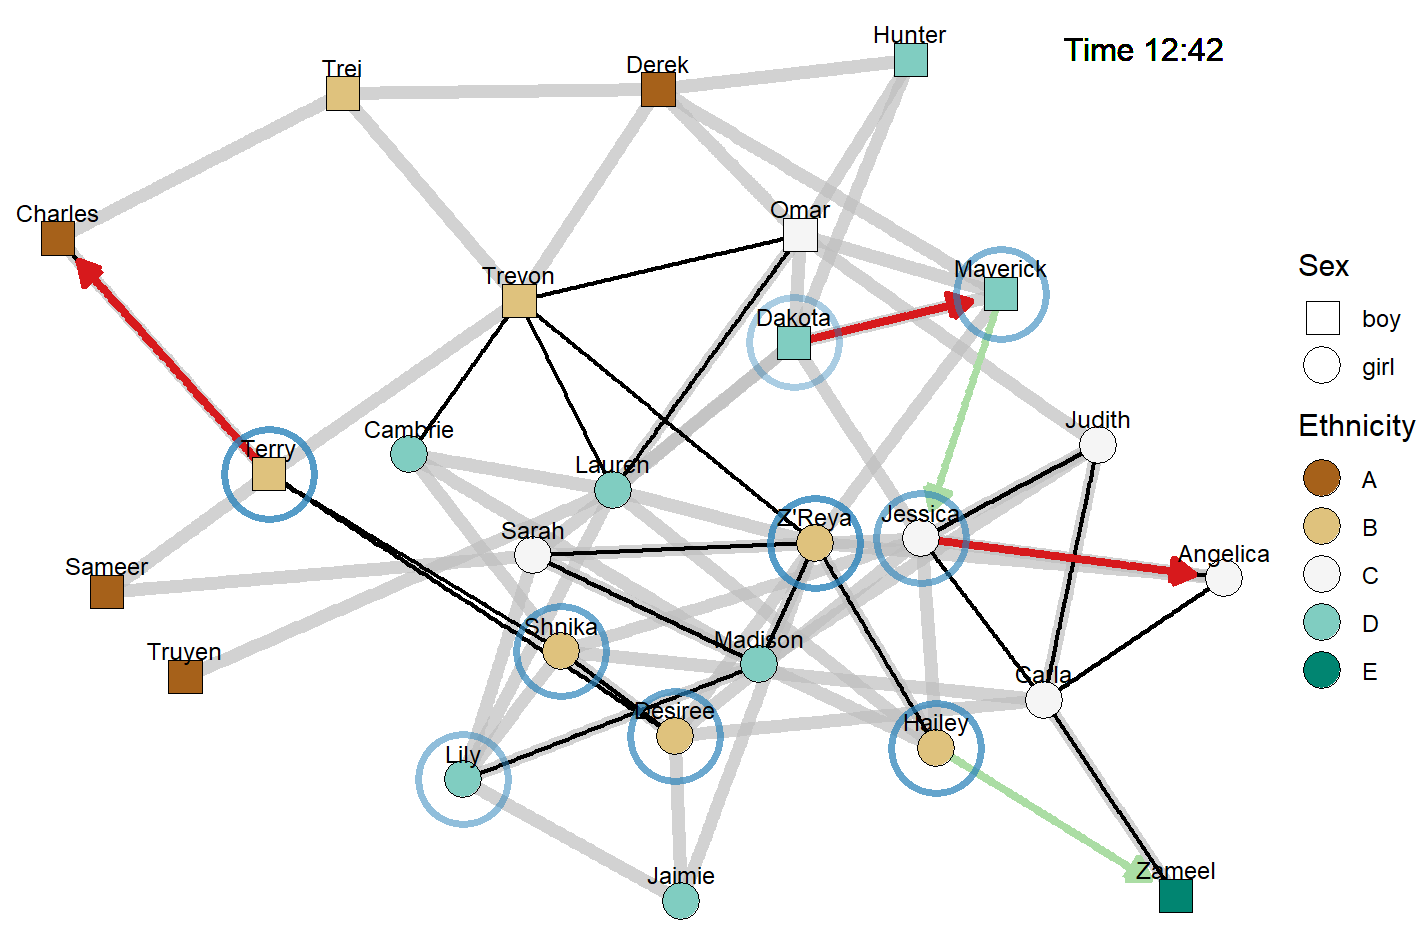 Hunter
Time 12:42
Derek
Trei
Charles
Omar
Maverick
Trevon
Dakota
Judith
Cambrie
Terry
Lauren
Z'Reya
Jessica
Sarah
Angelica
Sameer
Shnika
Madison
Truyen
Carla
Desiree
Hailey
Lily
Jaimie
Zameel
Sex
boy
girl
Ethnicity
A
B
C
D
E